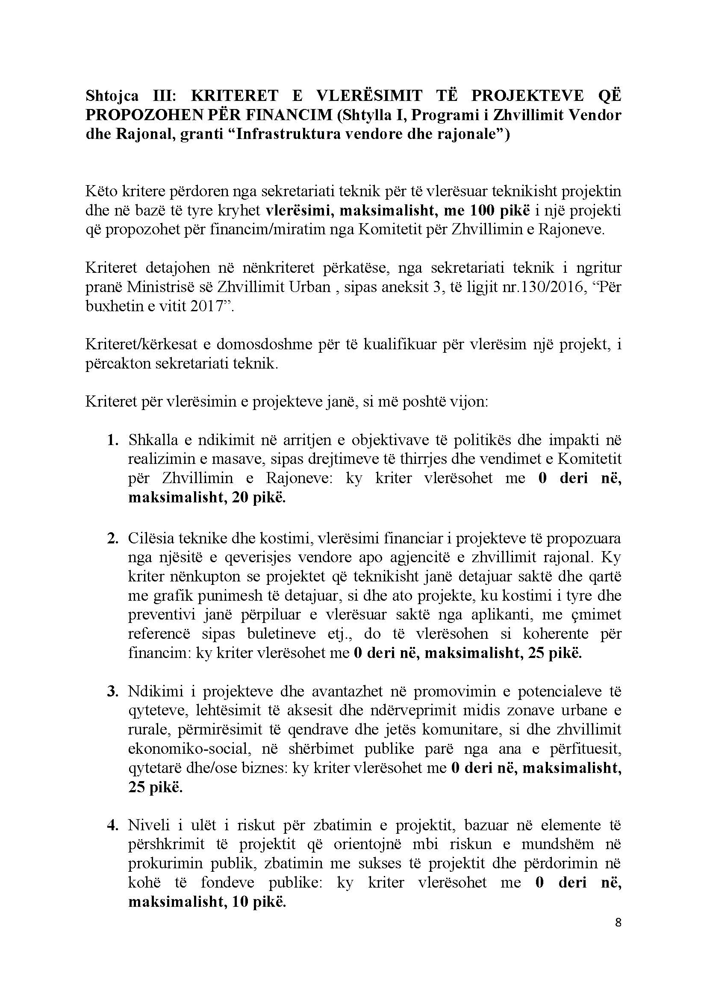 Shtojca III: KRITERET E VLERËSIMIT TË PROJEKTEVE QË
PROPOZOHEN PËR FINANCIM (Shtylla I, Programi i Zhvillimit Vendor
dhe Rajonal, granti “Infrastruktura vendore dhe rajonale”)
Këto kritere përdoren nga sekretariati teknik për të vlerësuar teknikisht projektin
dhe në bazë të tyre kryhet vlerësimi, maksimalisht, me 100 pikë i një projekti
që propozohet për financim/miratim nga Komitetit për Zhvillimin e Rajoneve.
Kriteret detajohen në nënkriteret përkatëse, nga sekretariati teknik i ngritur
pranë Ministrisë së Zhvillimit Urban , sipas aneksit 3, të ligjit nr.130/2016, “Për
buxhetin e vitit 2017”.
Kriteret/kërkesat e domosdoshme për të kualifikuar për vlerësim një projekt, i
përcakton sekretariati teknik.
Kriteret për vlerësimin e projekteve janë, si më poshtë vijon:
1. Shkalla e ndikimit në arritjen e objektivave të politikës dhe impakti në
realizimin e masave, sipas drejtimeve të thirrjes dhe vendimet e Komitetit
për Zhvillimin e Rajoneve: ky kriter vlerësohet me 0 deri në,
maksimalisht, 20 pikë.
2. Cilësia teknike dhe kostimi, vlerësimi financiar i projekteve të propozuara
nga njësitë e qeverisjes vendore apo agjencitë e zhvillimit rajonal. Ky
kriter nënkupton se projektet që teknikisht janë detajuar saktë dhe qartë
me grafik punimesh të detajuar, si dhe ato projekte, ku kostimi i tyre dhe
preventivi janë përpiluar e vlerësuar saktë nga aplikanti, me çmimet
referencë sipas buletineve etj., do të vlerësohen si koherente për
financim: ky kriter vlerësohet me 0 deri në, maksimalisht, 25 pikë.
3. Ndikimi i projekteve dhe avantazhet në promovimin e potencialeve të
qyteteve, lehtësimit të aksesit dhe ndërveprimit midis zonave urbane e
rurale, përmirësimit të qendrave dhe jetës komunitare, si dhe zhvillimit
ekonomiko-social, në shërbimet publike parë nga ana e përfituesit,
qytetarë dhe/ose biznes: ky kriter vlerësohet me 0 deri në, maksimalisht,
25 pikë.
4. Niveli i ulët i riskut për zbatimin e projektit, bazuar në elemente të
përshkrimit të projektit që orientojnë mbi riskun e mundshëm në
prokurimin publik, zbatimin me sukses të projektit dhe përdorimin në
kohë të fondeve publike: ky kriter vlerësohet me 0 deri në,
maksimalisht, 10 pikë.
8